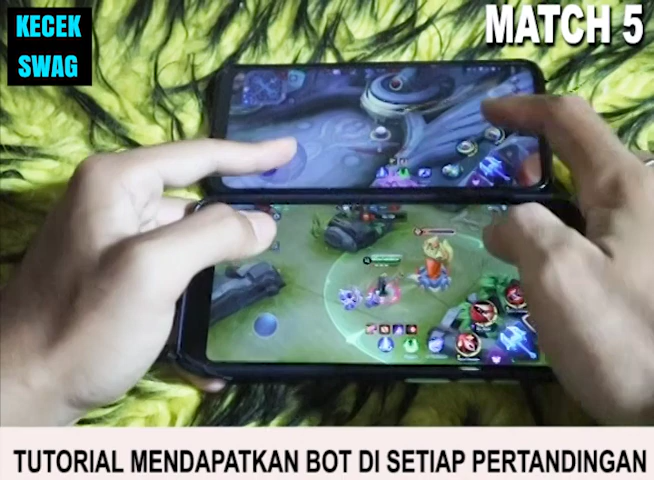 KECEK
SWAG
MATCH 5
TUTORIAL MENDAPATKAN BOT DI SETIAP PERTANDINGAN